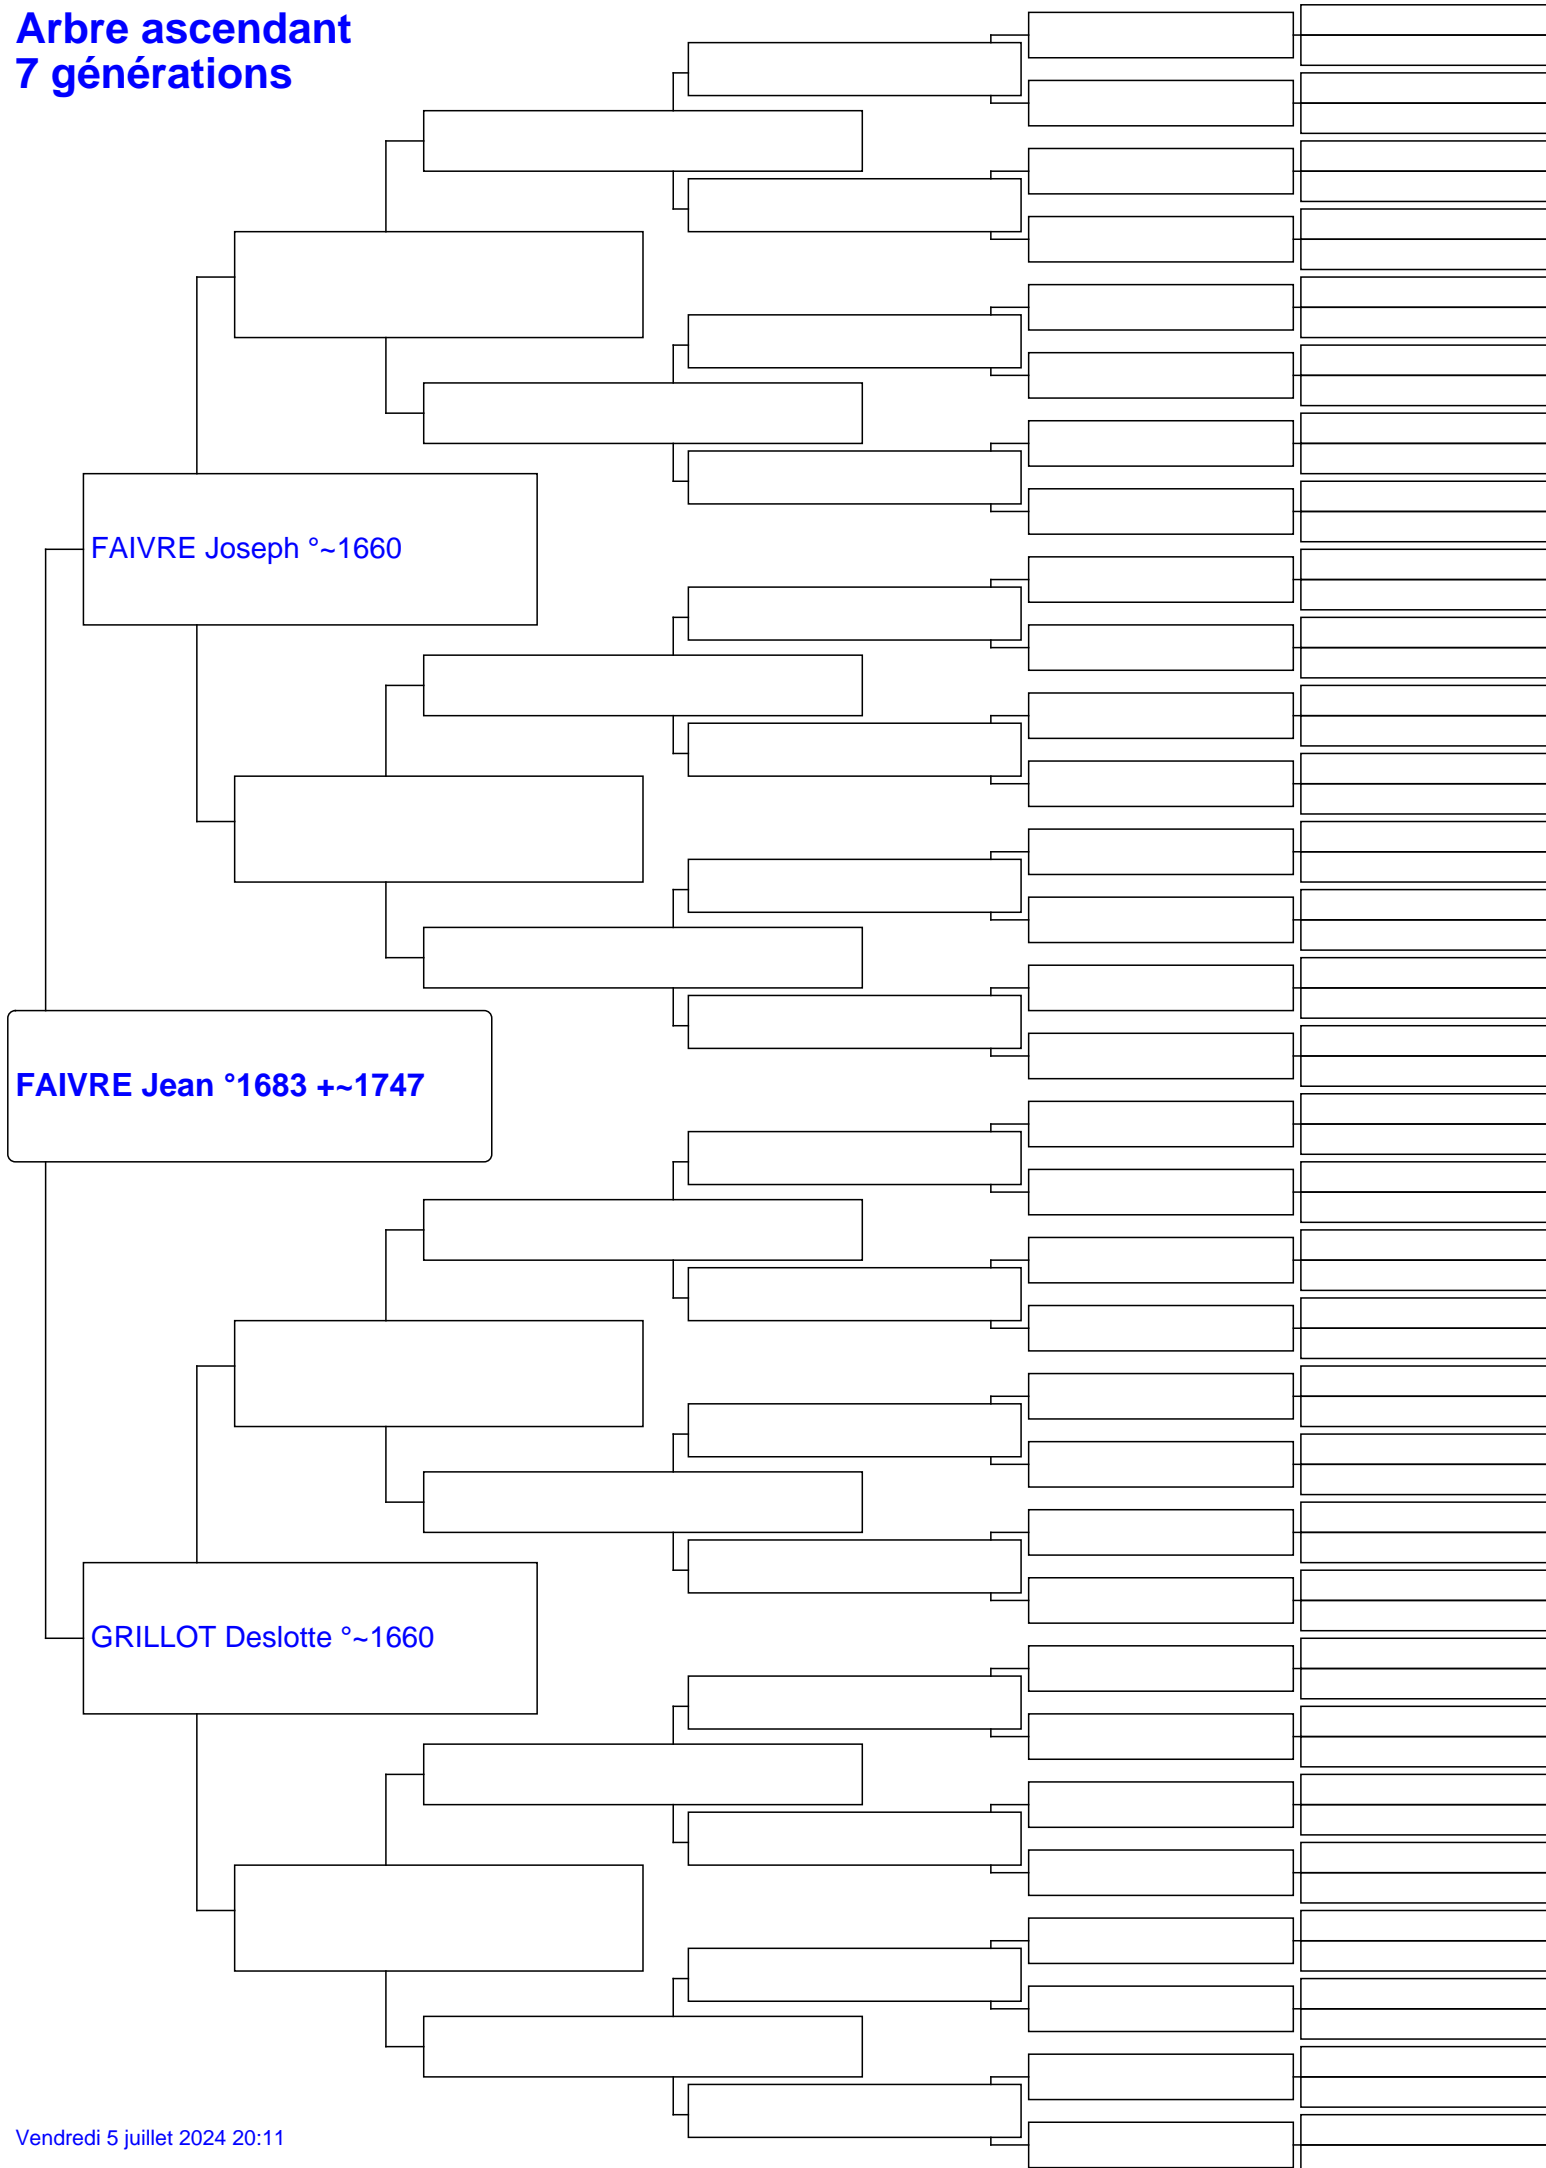 Arbre ascendant
7 générations
FAIVRE Joseph °~1660
FAIVRE Jean °1683 +~1747
GRILLOT Deslotte °~1660
Vendredi 5 juillet 2024 20:11